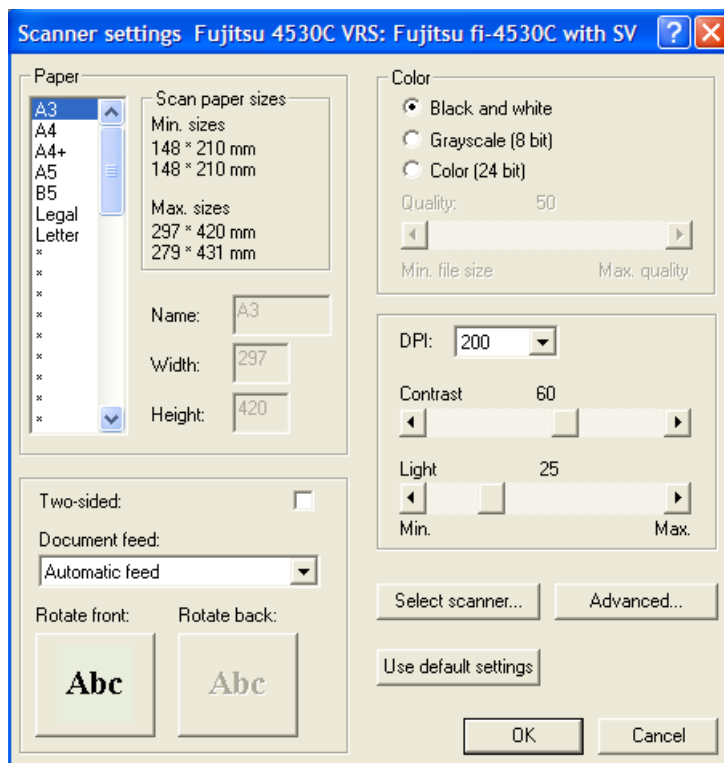 Scanner settings Fujitsu 4530C VRS: Fujitsu fi-4530C with SV
Paper
A3
A4
A4+
A5
B5
Legal
Letter
*
*
*
*
*
*
*
*
*
Scan paper sizes
Min. sizes
148 * 210 mm
148 * 210 mm
Max. sizes
297 * 420 mm
279 * 431 mm
Name: A3
Width: 297
Height: 420
Color
Black and white
Grayscale (8 bit)
Color (24 bit)
Quality: 50
Min. file size Max. quality
DPI: 200
Contrast 60
Light 25
Min. Max.
Two-sided:
Document feed:
Automatic feed
Rotate front: Rotate back:
Abc Abc
Select scanner... Advanced...
Use default settings
OK Cancel